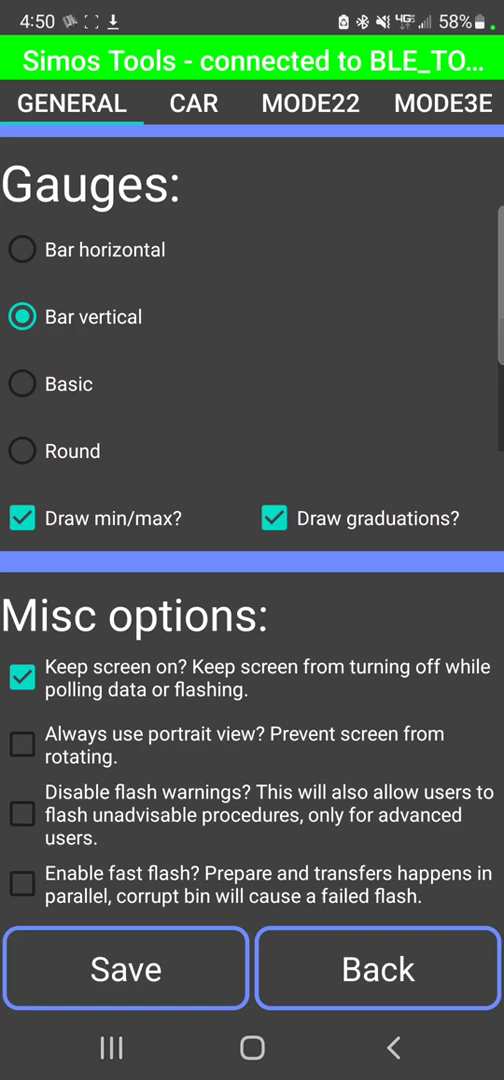 4:50
4G
58%
Simos Tools - connected to BLE_TO...
GENERAL CAR MODE22 MODE3E
Gauges:
Bar horizontal
Bar vertical
Basic
Round
Draw min/max? Draw graduations?
Misc options:
Keep screen on? Keep screen from turning off while
polling data or flashing.
Always use portrait view? Prevent screen from
rotating.
Disable flash warnings? This will also allow users to
flash unadvisable procedures, only for advanced
users.
Enable fast flash? Prepare and transfers happens in
parallel, corrupt bin will cause a failed flash.
Save Back